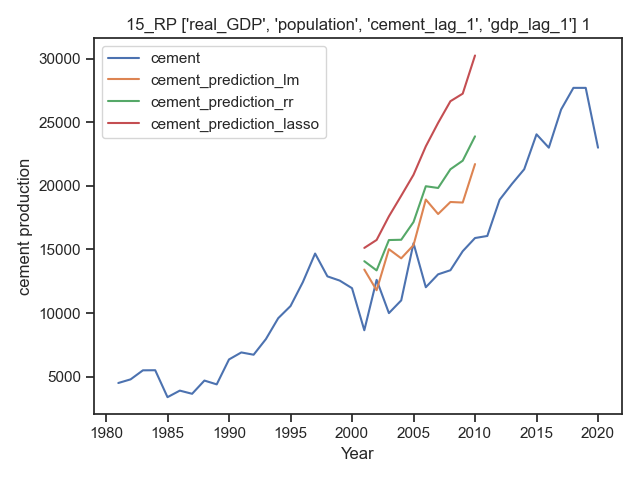 15_RP ['real_GDP', 'population', 'cement_lag_1', 'gdp_lag_1'] 1
cement
cement_prediction_lm
cement_prediction_rr
cement_prediction_lasso
cement production
30000
25000
20000
15000
10000
5000
1980 1985 1990 1995 2000 2005 2010 2015 2020
Year